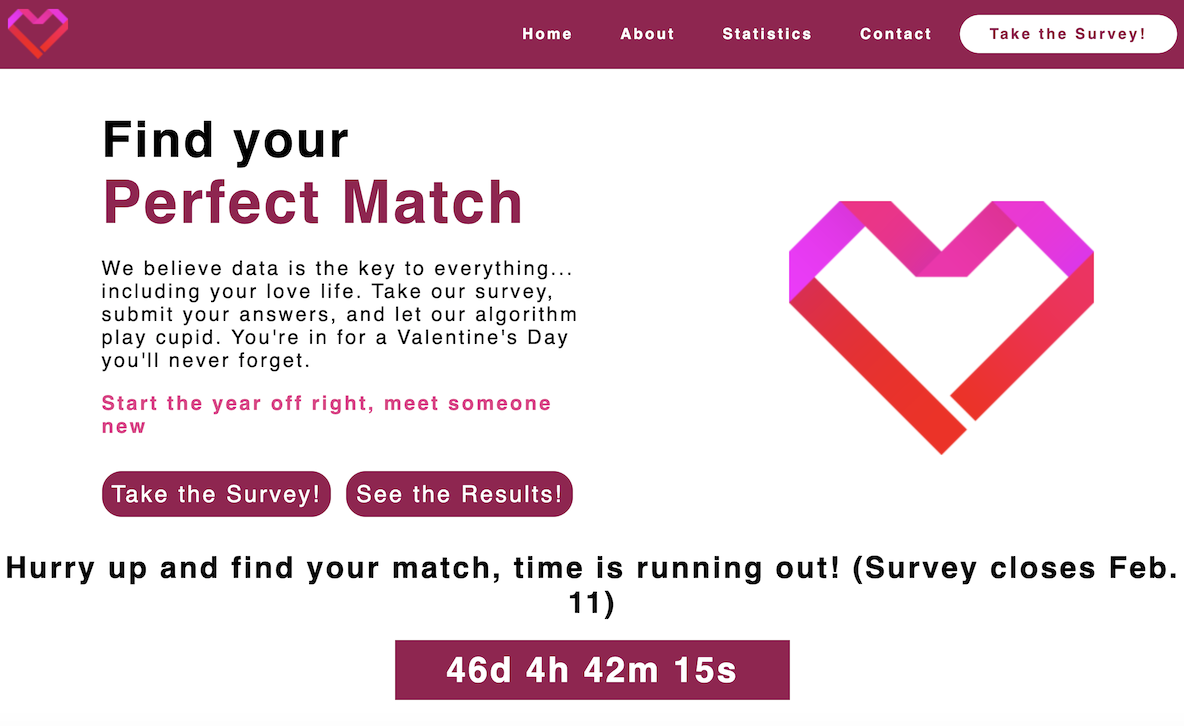 Home About Statistics Contact Take the Survey!
Find your
Perfect Match
We believe data is the key to everything...
including your love life. Take our survey,
submit your answers, and let our algorithm
play cupid. You're in for a Valentine's Day
you'll never forget.
Start the year off right, meet someone
new
Take the Survey! See the Results!
Hurry up and find your match, time is running out! (Survey closes Feb.
11)
46d 4h 42m 15s